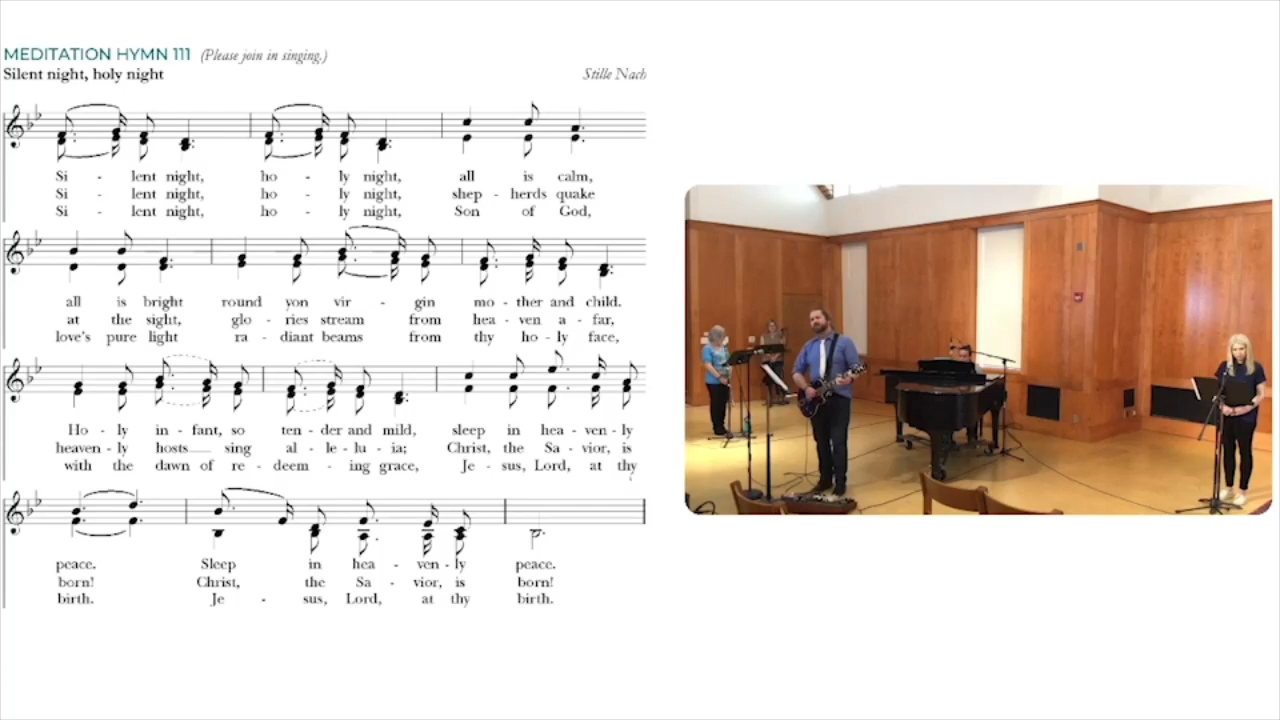 MEDITATION HYMN 111 (Please join in singing.)
Silent night, holy night Stille Nach
Si - lent night, ho - ly night, all is calm,
Si - lent night, ho - ly night, shep - herds quake
Si - lent night, ho - ly night, Son of God,
all is bright round yon vir - gin mo - ther and child.
at the sight, glo - ries stream from hea - ven a - far,
love's pure light ra - diant beams from thy ho - ly face,
Ho - ly in - fant, so ten - der and mild, sleep in hea - ven - ly
heaven - ly hosts sing al - le - lu - ia; Christ, the Sa - vior, is
with the dawn of re - deem - ing grace, Je - sus, Lord, at thy
peace. Sleep in hea - ven - ly peace.
born! Christ, the Sa - vior, is born!
birth. Je - sus, Lord, at thy birth.